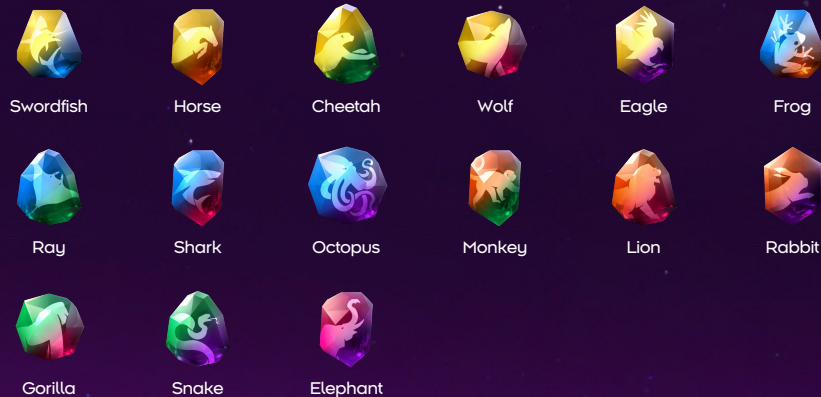 Swordfish
Horse
Cheetah
Wolf
Eagle
Frog
Ray
Shark
Octopus
Monkey
Lion
Rabbit
Gorilla
Snake
Elephant